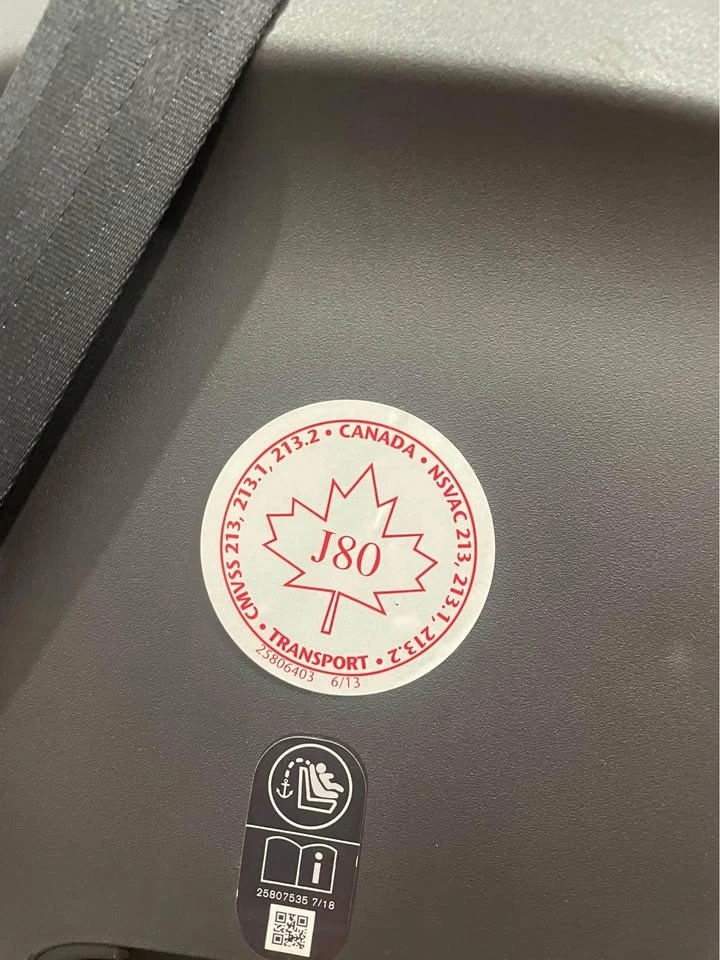 CMVSS 213, 213.1, 213.2 • CANADA • NSVAC 213, 213.1, 213.2 • TRANSPORT •
J80
25806403 6/13
i
25807535 7/18